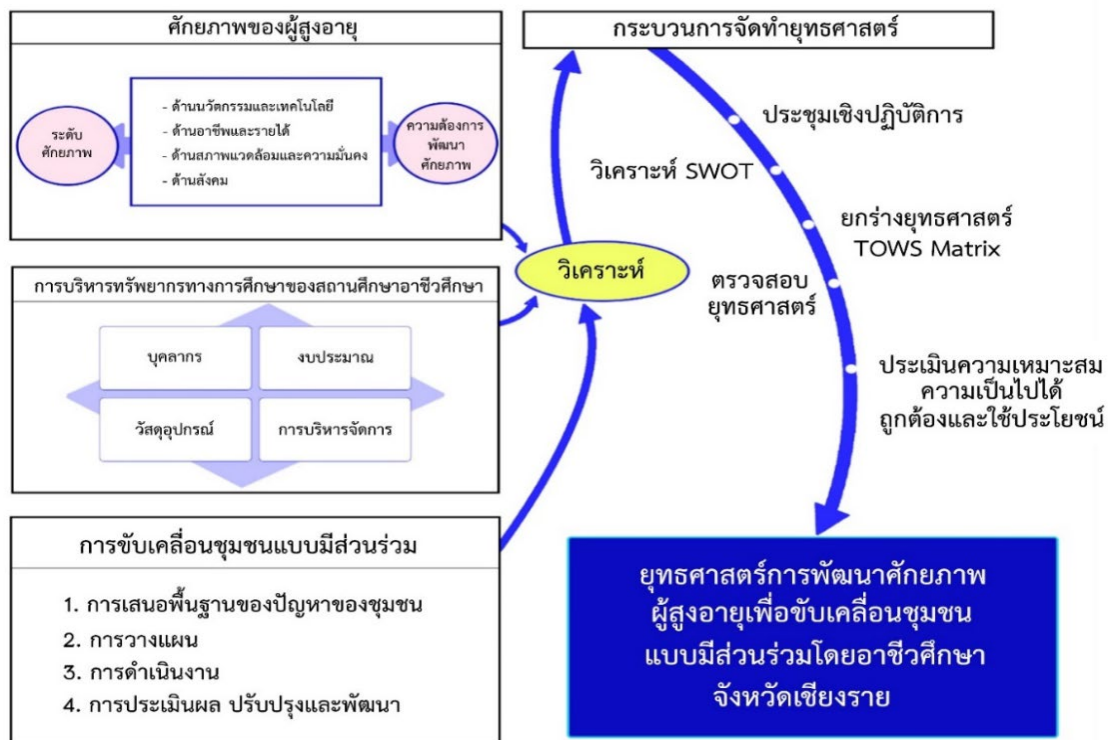 ศักยภาพของผู้สูงอายุ
ระดับ
ศักยภาพ
- ด้านนวัตกรรมและเทคโนโลยี
- ด้านอาชีพและรายได้
- ด้านสภาพแวดล้อมและความมั่นคง
- ด้านสังคม
ความต้องการ
พัฒนา
ศักยภาพ
การบริหารทรัพยากรทางการศึกษาของสถานศึกษาอาชีวศึกษา
บุคลากร
งบประมาณ
วัสดุอุปกรณ์
การบริหารจัดการ
การขับเคลื่อนชุมชนแบบมีส่วนร่วม
1. การเสนอพื้นฐานของปัญหาของชุมชน
2. การวางแผน
3. การดำเนินงาน
4. การประเมินผล ปรับปรุงและพัฒนา
วิเคราะห์
กระบวนการจัดทำยุทธศาสตร์
ประชุมเชิงปฏิบัติการ
วิเคราะห์ SWOT
ยกร่างยุทธศาสตร์
TOWS Matrix
ตรวจสอบ
ยุทธศาสตร์
ประเมินความเหมาะสม
ความเป็นไปได้
ถูกต้องและใช้ประโยชน์
ยุทธศาสตร์การพัฒนาศักยภาพ
ผู้สูงอายุเพื่อขับเคลื่อนชุมชน
แบบมีส่วนร่วมโดยอาชีวศึกษา
จังหวัดเชียงราย